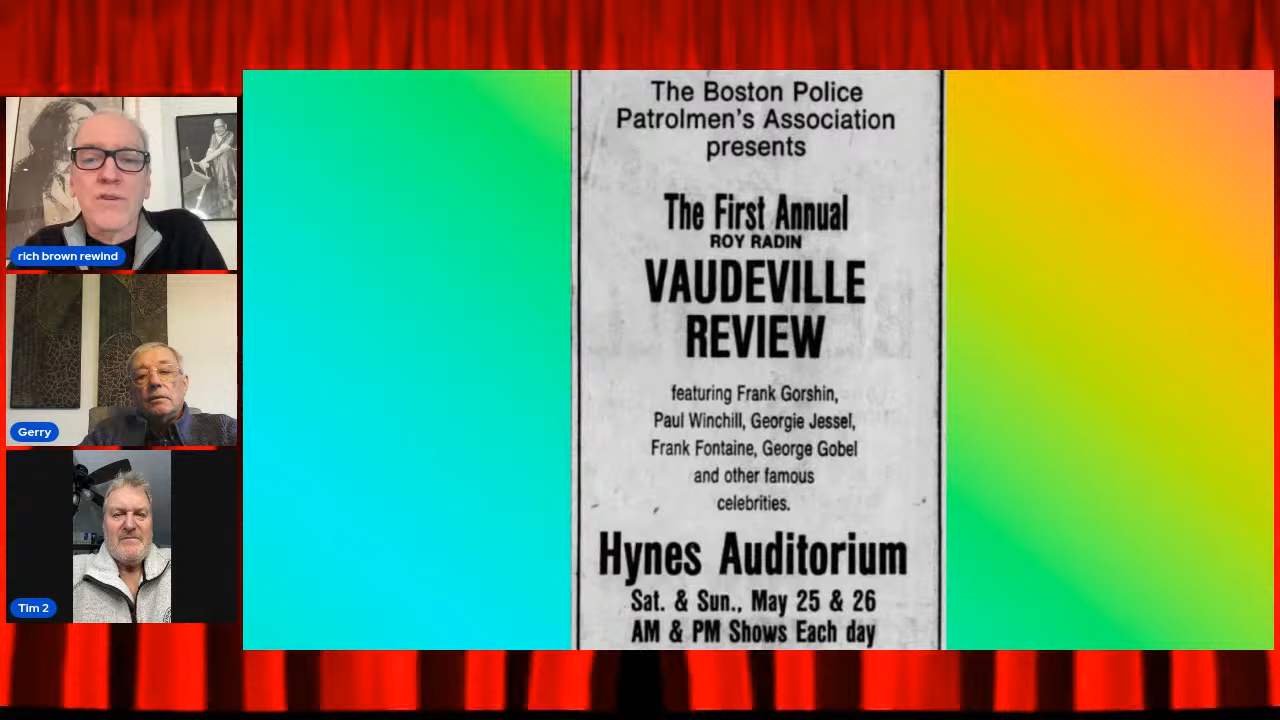 rich brown rewind
Gerry
Tim 2
The Boston Police
Patrolmen's Association
presents
The First Annual
ROY RADIN
VAUDEVILLE
REVIEW
featuring Frank Gorshin,
Paul Winchill, Georgie Jessel,
Frank Fontaine, George Gobel
and other famous
celebrities.
Hynes Auditorium
Sat. & Sun., May 25 & 26
AM & PM Shows Each day